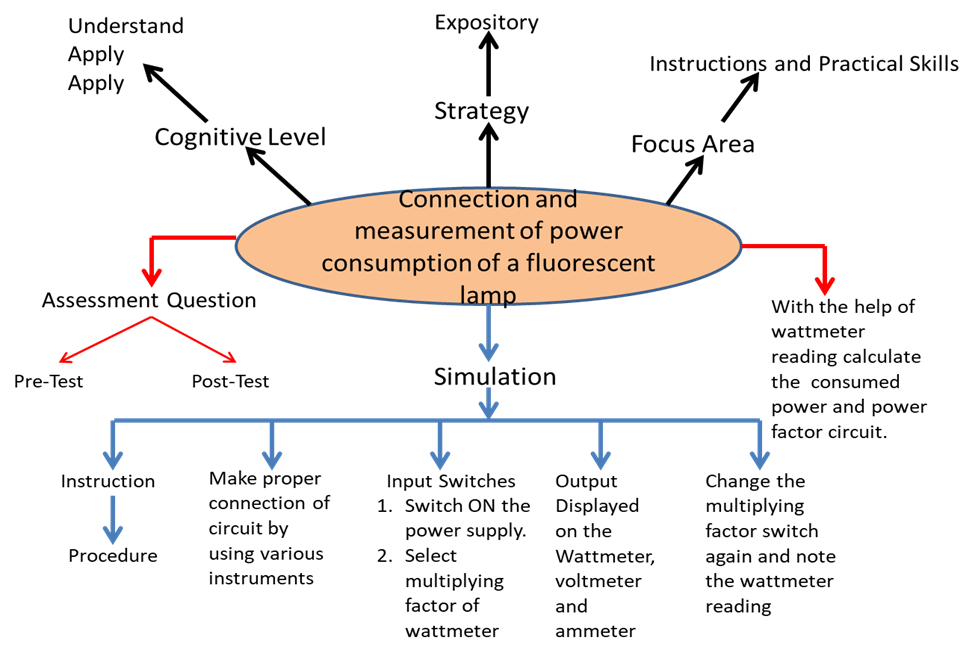 Understand
Apply
Apply
Cognitive Level
Expository
Strategy
Instructions and Practical Skills
Focus Area
Connection and
measurement of power
consumption of a fluorescent
lamp
Assessment Question
Pre-Test
Post-Test
With the help of
wattmeter
reading calculate
the consumed
power and power
factor circuit.
Simulation
Instruction
Procedure
Make proper
connection of
circuit by
using various
instruments
Input Switches
1. Switch ON the
power supply.
2. Select
multiplying
factor of
wattmeter
Output
Displayed
on the
Wattmeter,
voltmeter
and
ammeter
Change the
multiplying
factor switch
again and note
the wattmeter
reading